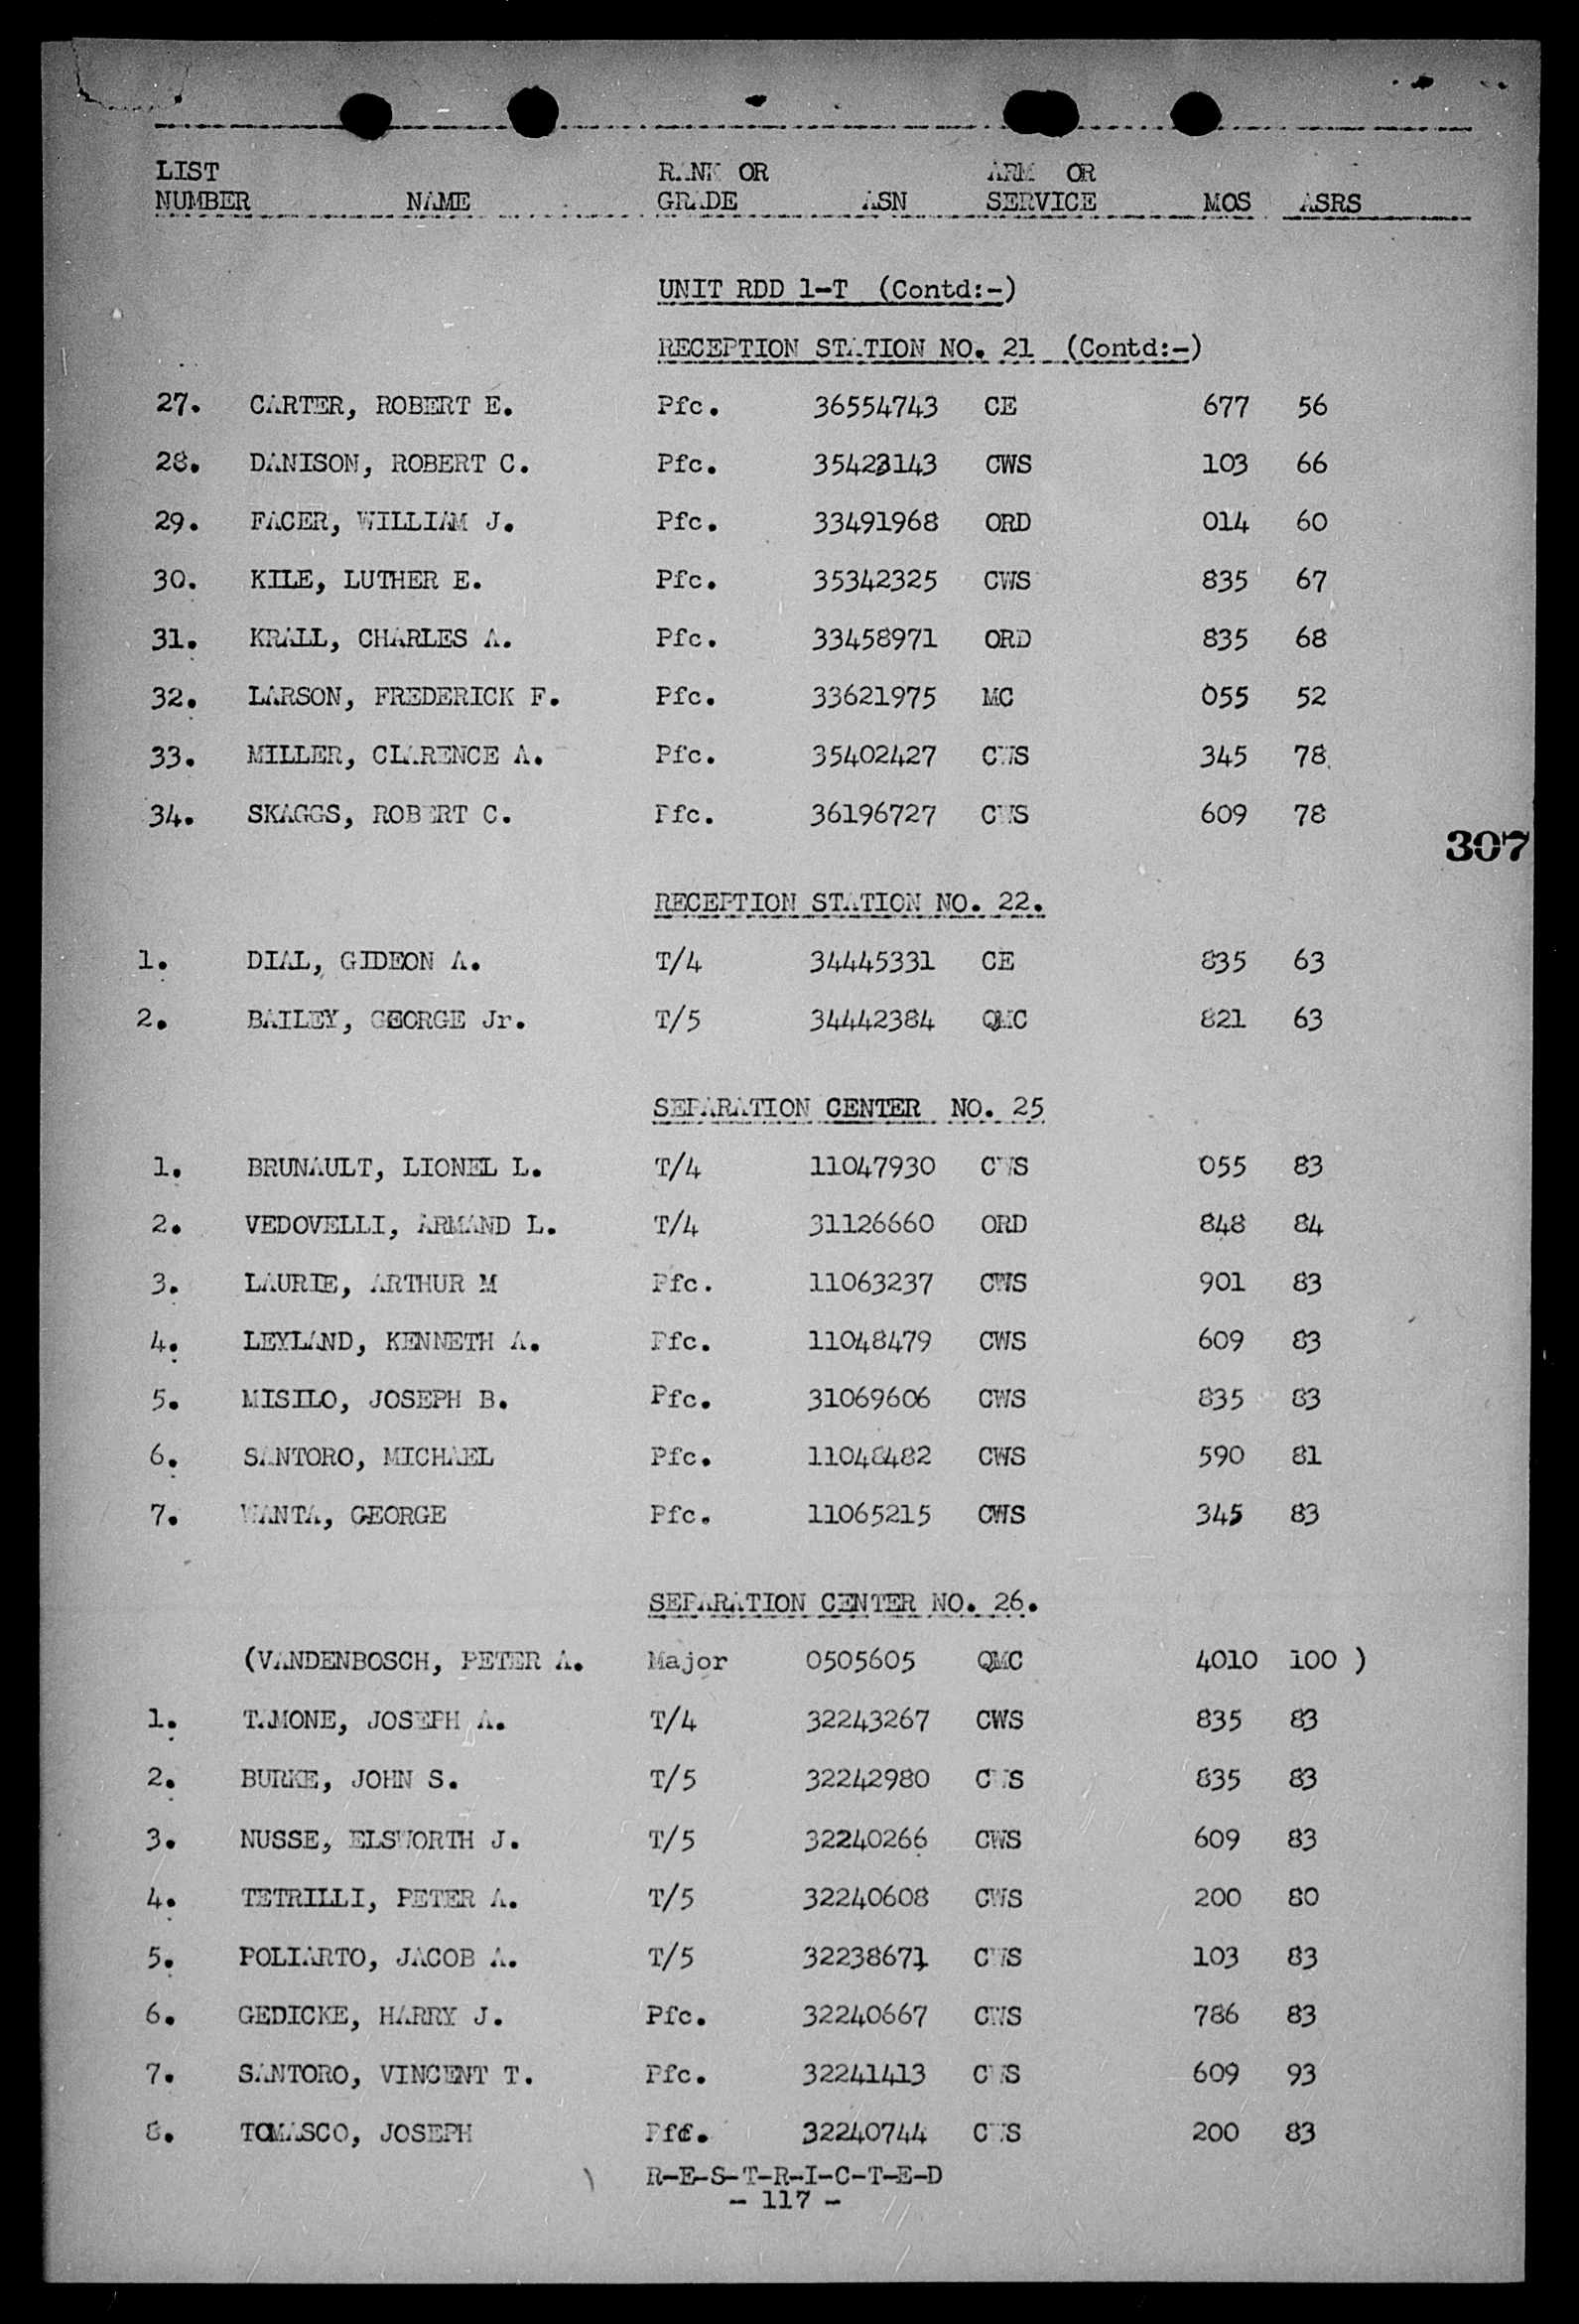 LIST RANK OR ARM OR
NUMBER NAME GRADE ASN SERVICE MOS ASRS
UNIT RDD 1-T (Contd:-)
RECEPTION STATION NO. 21 (Contd:-)
27. CARTER, ROBERT E. Pfc. 36554743 CE 677 56
28. DANISON, ROBERT C. Pfc. 35423143 CWS 103 66
29. FACER, WILLIAM J. Pfc. 33491968 ORD 014 60
30. KILE, LUTHER E. Pfc. 35342325 CWS 835 67
31. KRALL, CHARLES A. Pfc. 33458971 ORD 835 68
32. LARSON, FREDERICK F. Pfc. 33621975 MC 055 52
33. MILLER, CLARENCE A. Pfc. 35402427 CWS 345 78
34. SKAGGS, ROBERT C. Pfc. 36196727 CWS 609 78
307
RECEPTION STATION NO. 22.
1. DIAL, GIDEON A. T/4 34445331 CE 835 63
2. BAILEY, GEORGE Jr. T/5 34442384 QMC 821 63
SEPARATION CENTER NO. 25
1. BRUNAULT, LIONEL L. T/4 11047930 CWS 055 83
2. VEDOVELLI, ARMAND L. T/4 31126660 ORD 848 84
3. LAURIE, ARTHUR M Pfc. 11063237 CWS 901 83
4. LEYLAND, KENNETH A. Pfc. 11048479 CWS 609 83
5. MISILO, JOSEPH B. Pfc. 31069606 CWS 835 83
6. SANTORO, MICHAEL Pfc. 11048482 CWS 590 81
7. WANTA, GEORGE Pfc. 11065215 CWS 345 83
SEPARATION CENTER NO. 26.
(VANDENBOSCH, PETER A. Major 0505605 QMC 4010 100 )
1. TAMONE, JOSEPH A. T/4 32243267 CWS 835 83
2. BURKE, JOHN S. T/5 32242980 CWS 835 83
3. NUSSE, ELSWORTH J. T/5 32240266 CWS 609 83
4. TETRILLI, PETER A. T/5 32240608 CWS 200 80
5. POLIARTO, JACOB A. T/5 32238671 CWS 103 83
6. GEDICKE, HARRY J. Pfc. 32240667 CWS 786 83
7. SANTORO, VINCENT T. Pfc. 32241413 CWS 609 93
8. TOMASCO, JOSEPH Pfc. 32240744 CWS 200 83
R-E-S-T-R-I-C-T-E-D
- 117 -